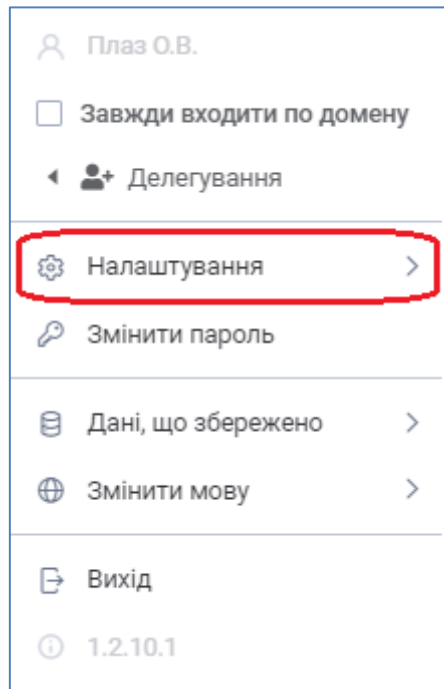 Плаз О.В.
Завжди входити по домену
Делегування
Налаштування
Змінити пароль
Дані, що збережено
Змінити мову
Вихід
1.2.10.1